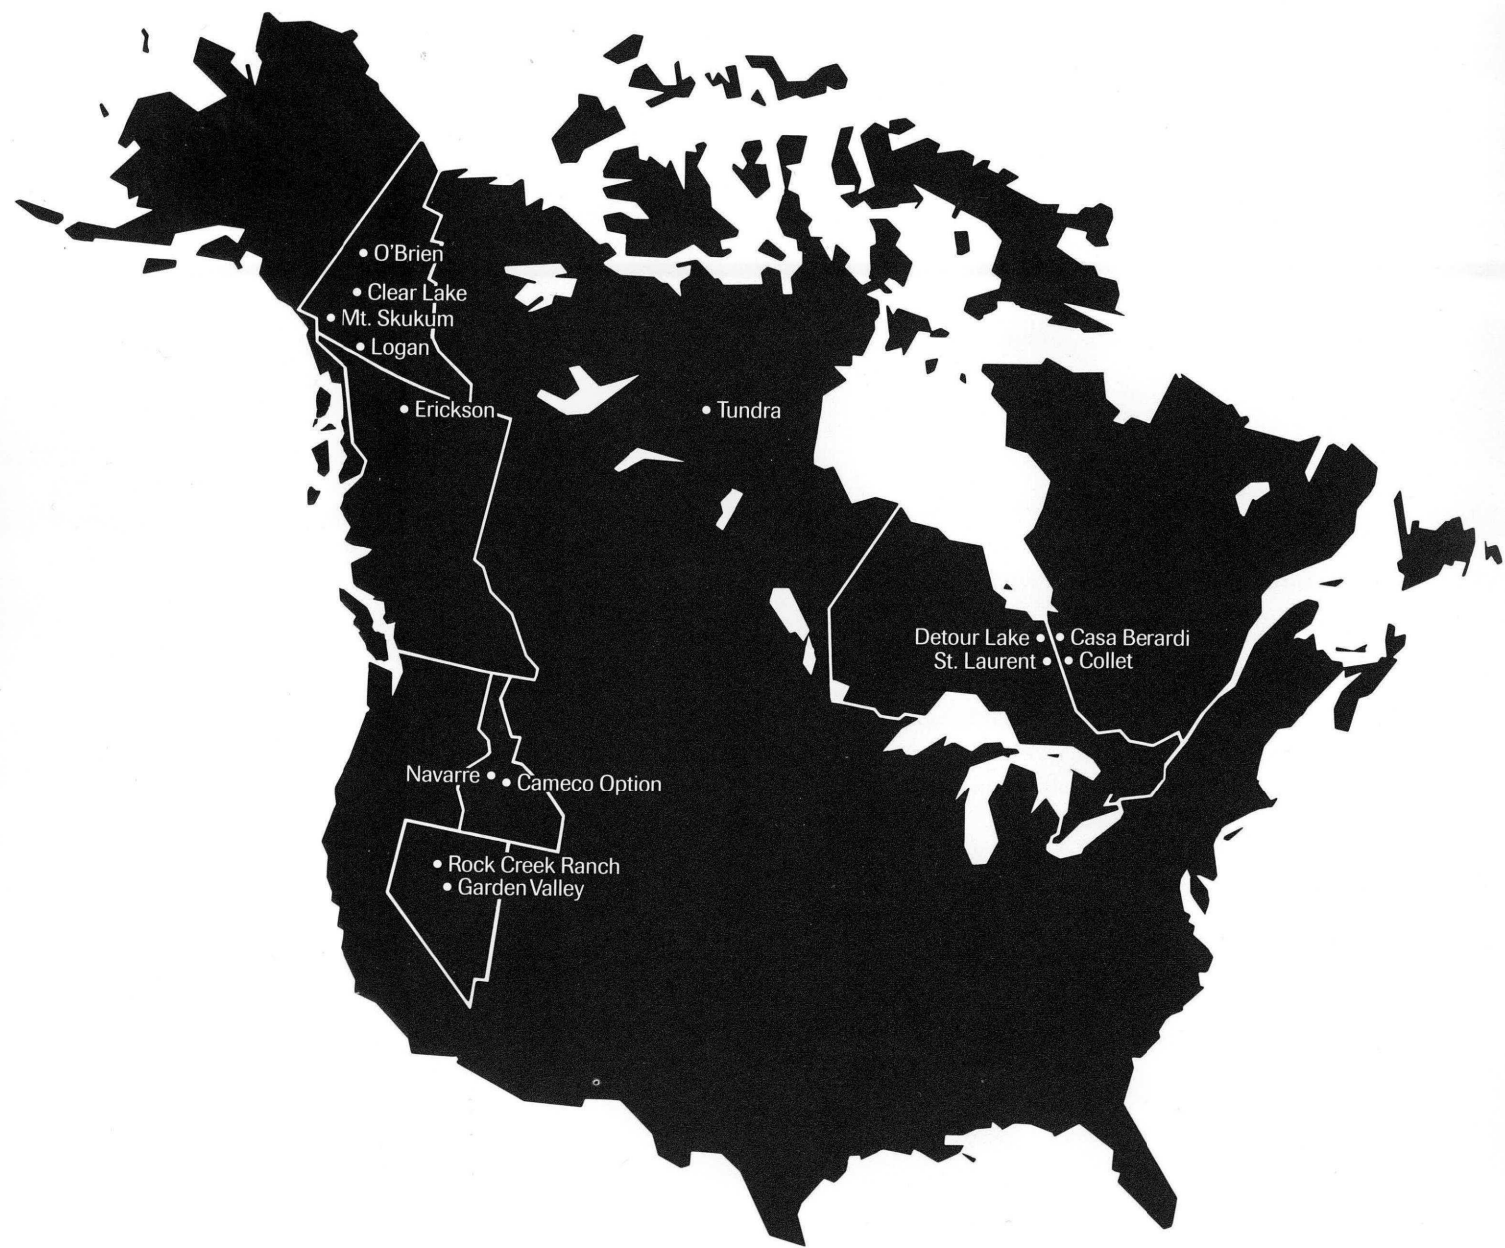 O'Brien
Clear Lake
Mt. Skukum
Logan
Erickson
Tundra
Detour Lake
Casa Berardi
St. Laurent
Collet
Navarre
Cameco Option
Rock Creek Ranch
Garden Valley